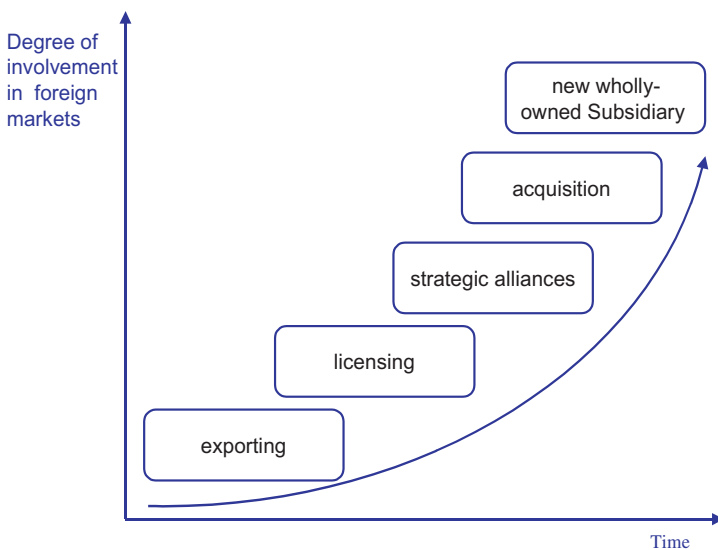 Degree of
involvement
in foreign
markets
new wholly-
owned Subsidiary
acquisition
strategic alliances
licensing
exporting
Time